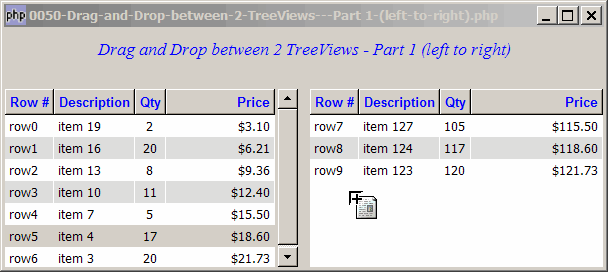 php 0050-Drag-and-Drop-between-2-TreeViews---Part 1-(left-to-right).php
Drag and Drop between 2 TreeViews - Part 1 (left to right)
Row # Description Qty Price
row0 item 19 2 $3.10
row1 item 16 20 $6.21
row2 item 13 8 $9.36
row3 item 10 11 $12.40
row4 item 7 5 $15.50
row5 item 4 17 $18.60
row6 item 3 20 $21.73
Row # Description Qty Price
row7 item 127 105 $115.50
row8 item 124 117 $118.60
row9 item 123 120 $121.73